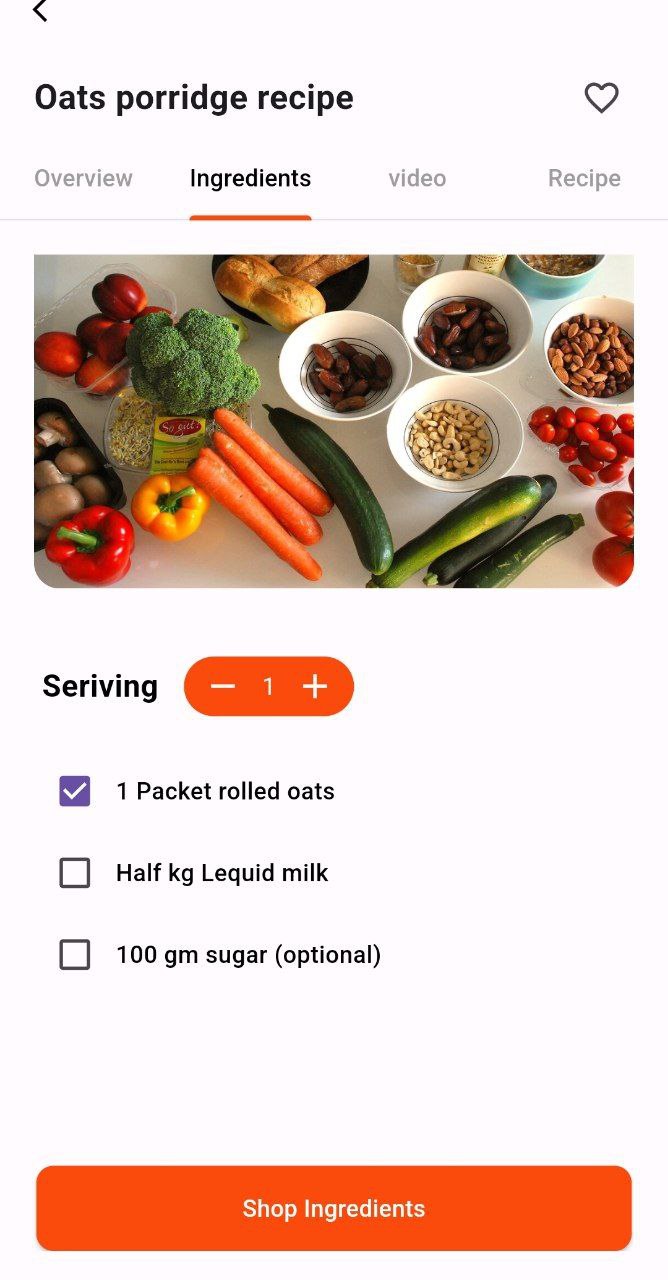 Oats porridge recipe
Overview Ingredients video Recipe
So gut!
Seriving 1
1 Packet rolled oats
Half kg Lequid milk
100 gm sugar (optional)
Shop Ingredients